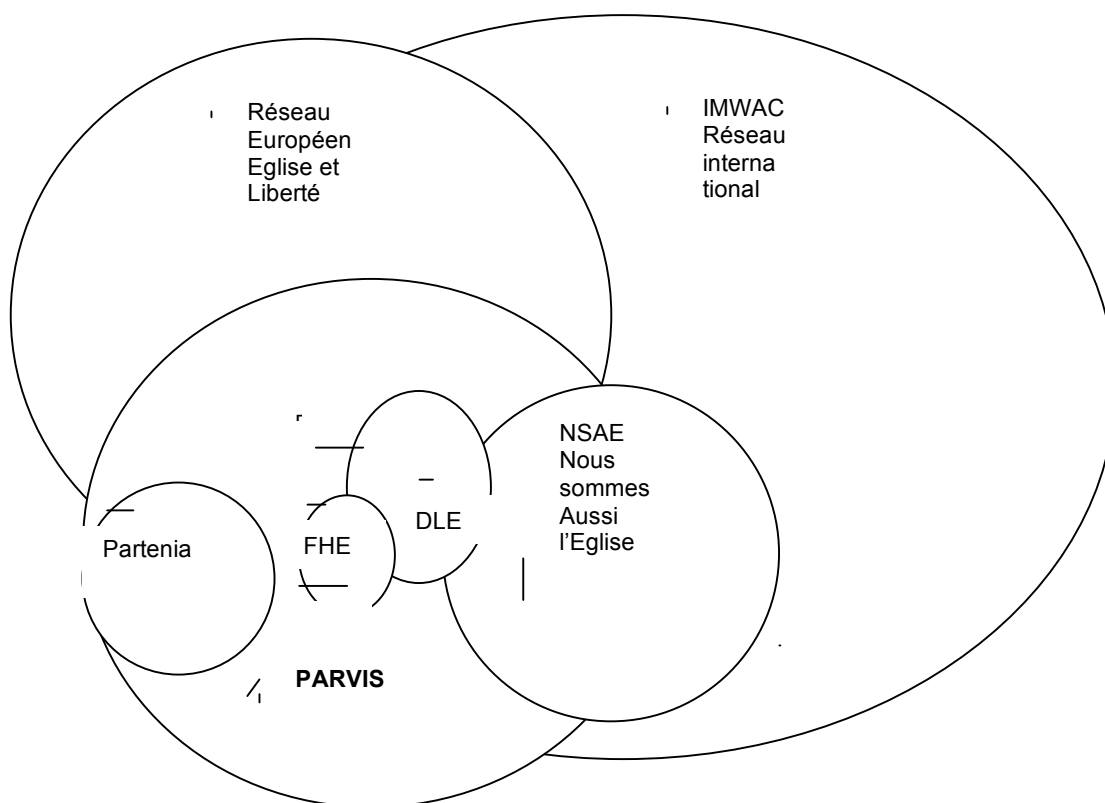 Réseau
Européen
Eglise et
Liberté
IMWAC
Réseau
interna
tional
NSAE
Nous
sommes
Aussi
l’Eglise
DLE
FHE
Partenia
PARVIS